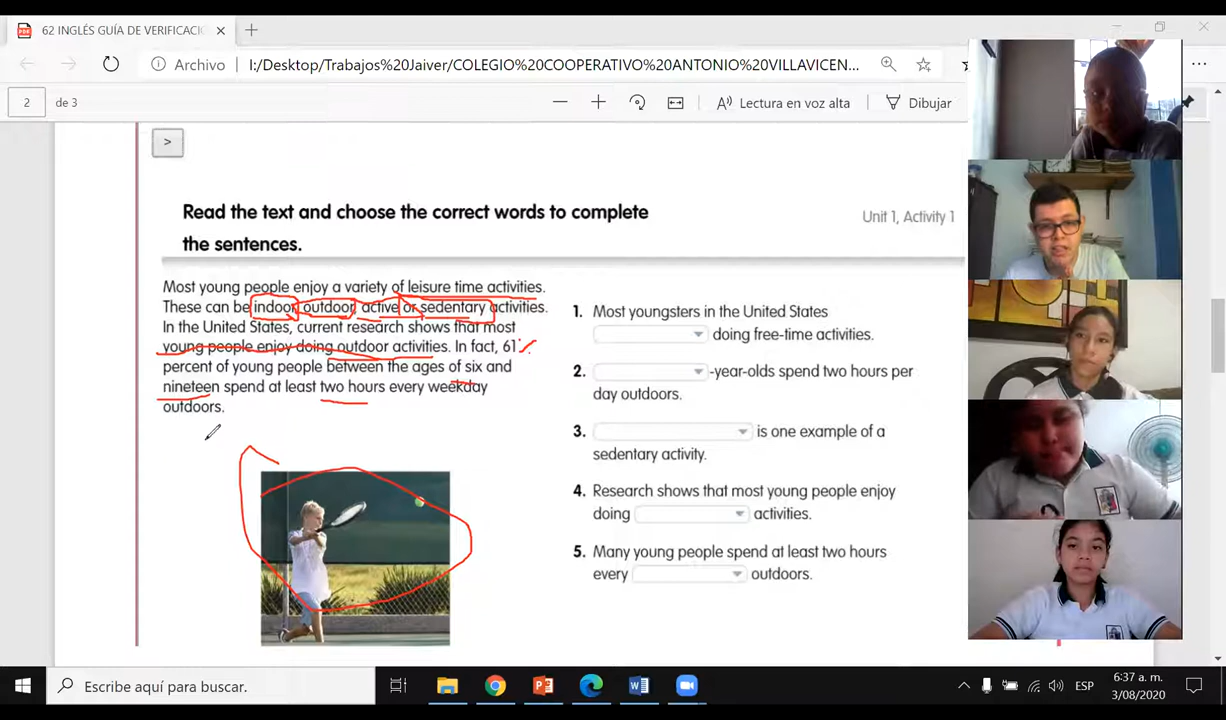 62 INGLÉS GUÍA DE VERIFICACI
Archivo
I:/Desktop/Trabajos%20Jaiver/COLEGIO%20COOPERATIVO%20ANTONIO%20VILLAVICEN...
2
de 3
Lectura en voz alta
Dibujar
>
Read the text and choose the correct words to complete
the sentences.
Unit 1, Activity 1
Most young people enjoy a variety of leisure time activities.
These can be indoor, outdoor, active or sedentary activities.
In the United States, current research shows that most
young people enjoy doing outdoor activities. In fact, 61
percent of young people between the ages of six and
nineteen spend at least two hours every weekday
outdoors.
1. Most youngsters in the United States
doing free-time activities.
2. -year-olds spend two hours per
day outdoors.
3. is one example of a
sedentary activity.
4. Research shows that most young people enjoy
doing activities.
5. Many young people spend at least two hours
every outdoors.
Escribe aquí para buscar.
ESP
6:37 a. m.
3/08/2020